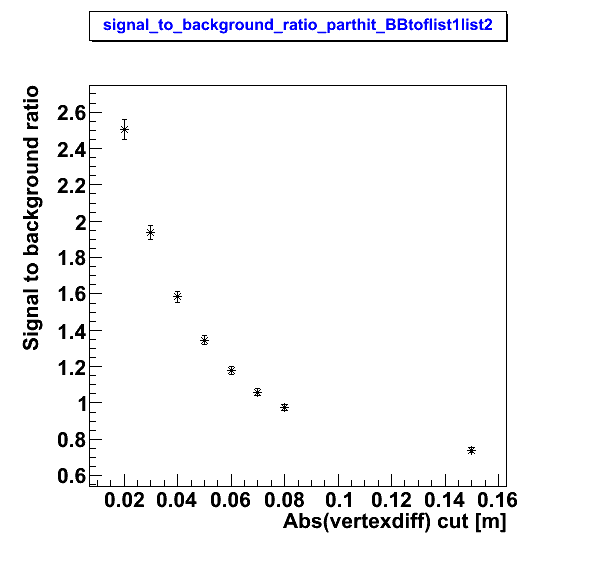 signal_to_background_ratio_parthit_BBtoflist1list2
Signal to background ratio
2.6
2.4
2.2
2
1.8
1.6
1.4
1.2
1
0.8
0.6
0.02 0.04 0.06 0.08 0.1 0.12 0.14 0.16
Abs(vertexdiff) cut [m]